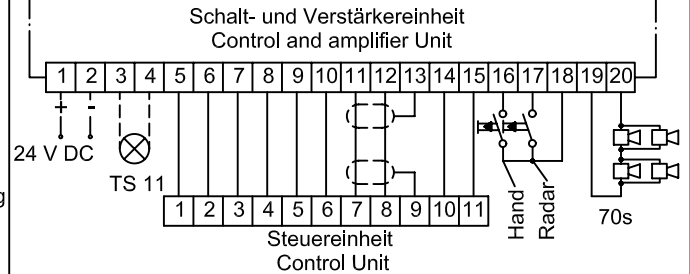 Schalt- und Verstärkereinheit
Control and amplifier Unit
1 2 3 4 5 6 7 8 9 10 11 12 13 14 15 16 17 18 19 20
+ -
24 V DC
TS 11
g
1 2 3 4 5 6 7 8 9 10 11
Hand
Radar
70s
Steuereinheit
Control Unit